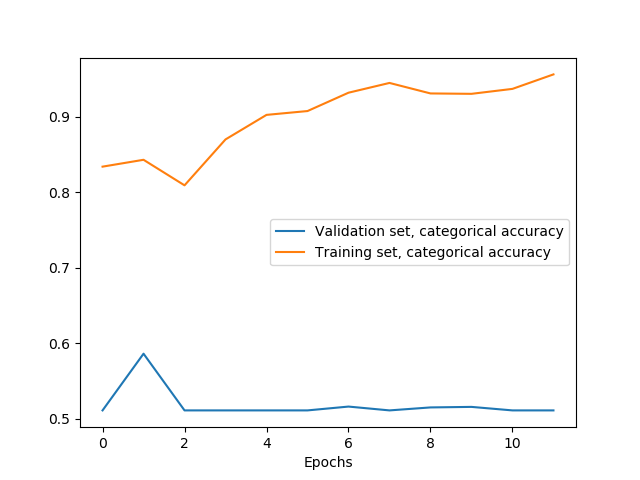 0.9
0.8
0.7
0.6
0.5
Validation set, categorical accuracy
Training set, categorical accuracy
0 2 4 6 8 10
Epochs